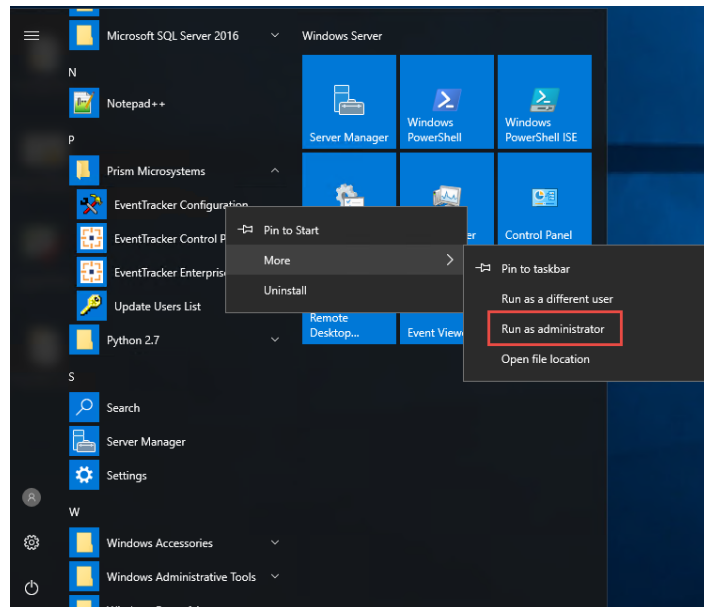 Microsoft SQL Server 2016
Windows Server
N
Notepad++
Server Manager
Windows PowerShell
Windows PowerShell ISE
P
Prism Microsystems
EventTracker Configuration
EventTracker Control P
EventTracker Enterpris
Update Users List
Python 2.7
er
Control Panel
Remote Desktop...
Event View
Pin to Start
More
Uninstall
Pin to taskbar
Run as a different user
Run as administrator
Open file location
S
Search
Server Manager
Settings
W
Windows Accessories
Windows Administrative Tools